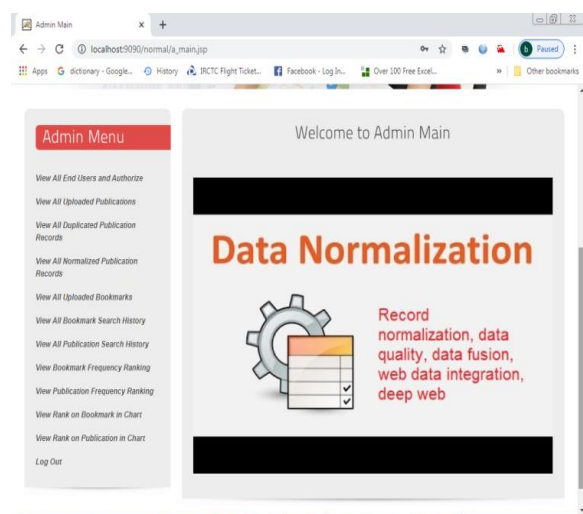 Admin Main
localhost:9090/normal/a_main.jsp
Paused
Apps
dictionary - Google...
History
IRCTC Flight Ticket...
Facebook - Log In...
Over 100 Free Excel...
»
Other bookmarks
Admin Menu
View All End Users and Authorize
View All Uploaded Publications
View All Duplicated Publication
Records
View All Normalized Publication
Records
View All Uploaded Bookmarks
View All Bookmark Search History
View All Publication Search History
View Bookmark Frequency Ranking
View Publication Frequency Ranking
View Rank on Bookmark in Chart
View Rank on Publication in Chart
Log Out
Welcome to Admin Main
Data Normalization
Record
normalization, data
quality, data fusion,
web data integration,
deep web